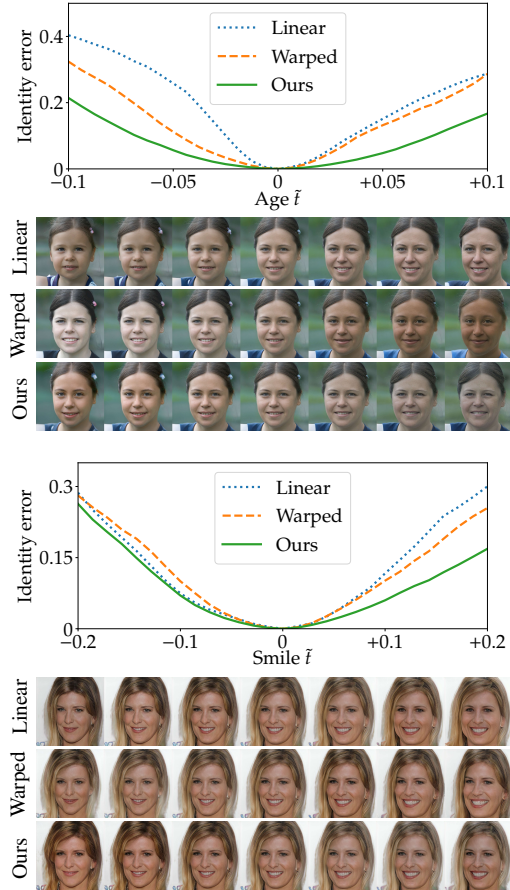 Identity error
0.4
0.2
0
Linear
Warped
Ours
−0.1
−0.05
0
+0.05
+0.1
Age t̃
Linear
Warped
Ours
Identity error
0.3
0.15
0
Linear
Warped
Ours
−0.2
−0.1
0
+0.1
+0.2
Smile t̃
Linear
Warped
Ours